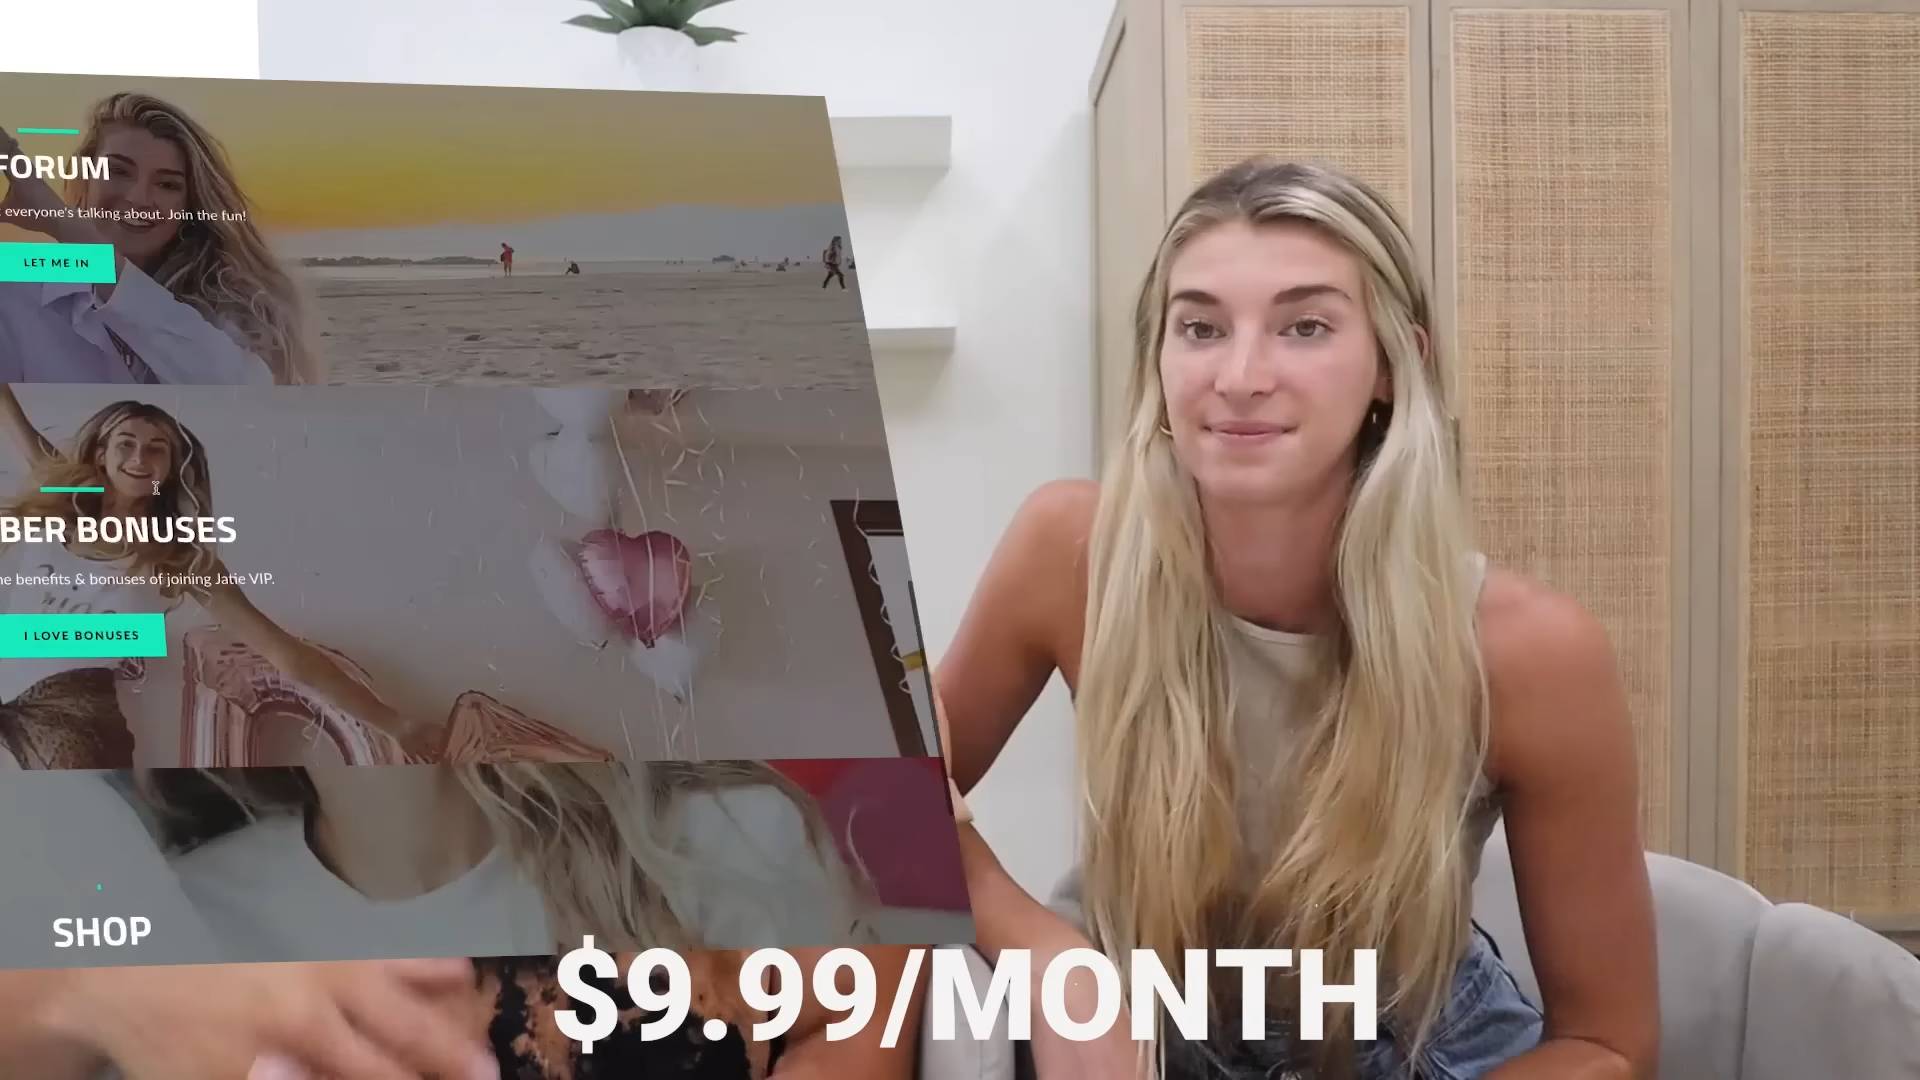 FORUM
everyone's talking about. Join the fun!
LET ME IN
BER BONUSES
benefits & bonuses of joining Jatie VIP.
I LOVE BONUSES
SHOP
$9.99/MONTH